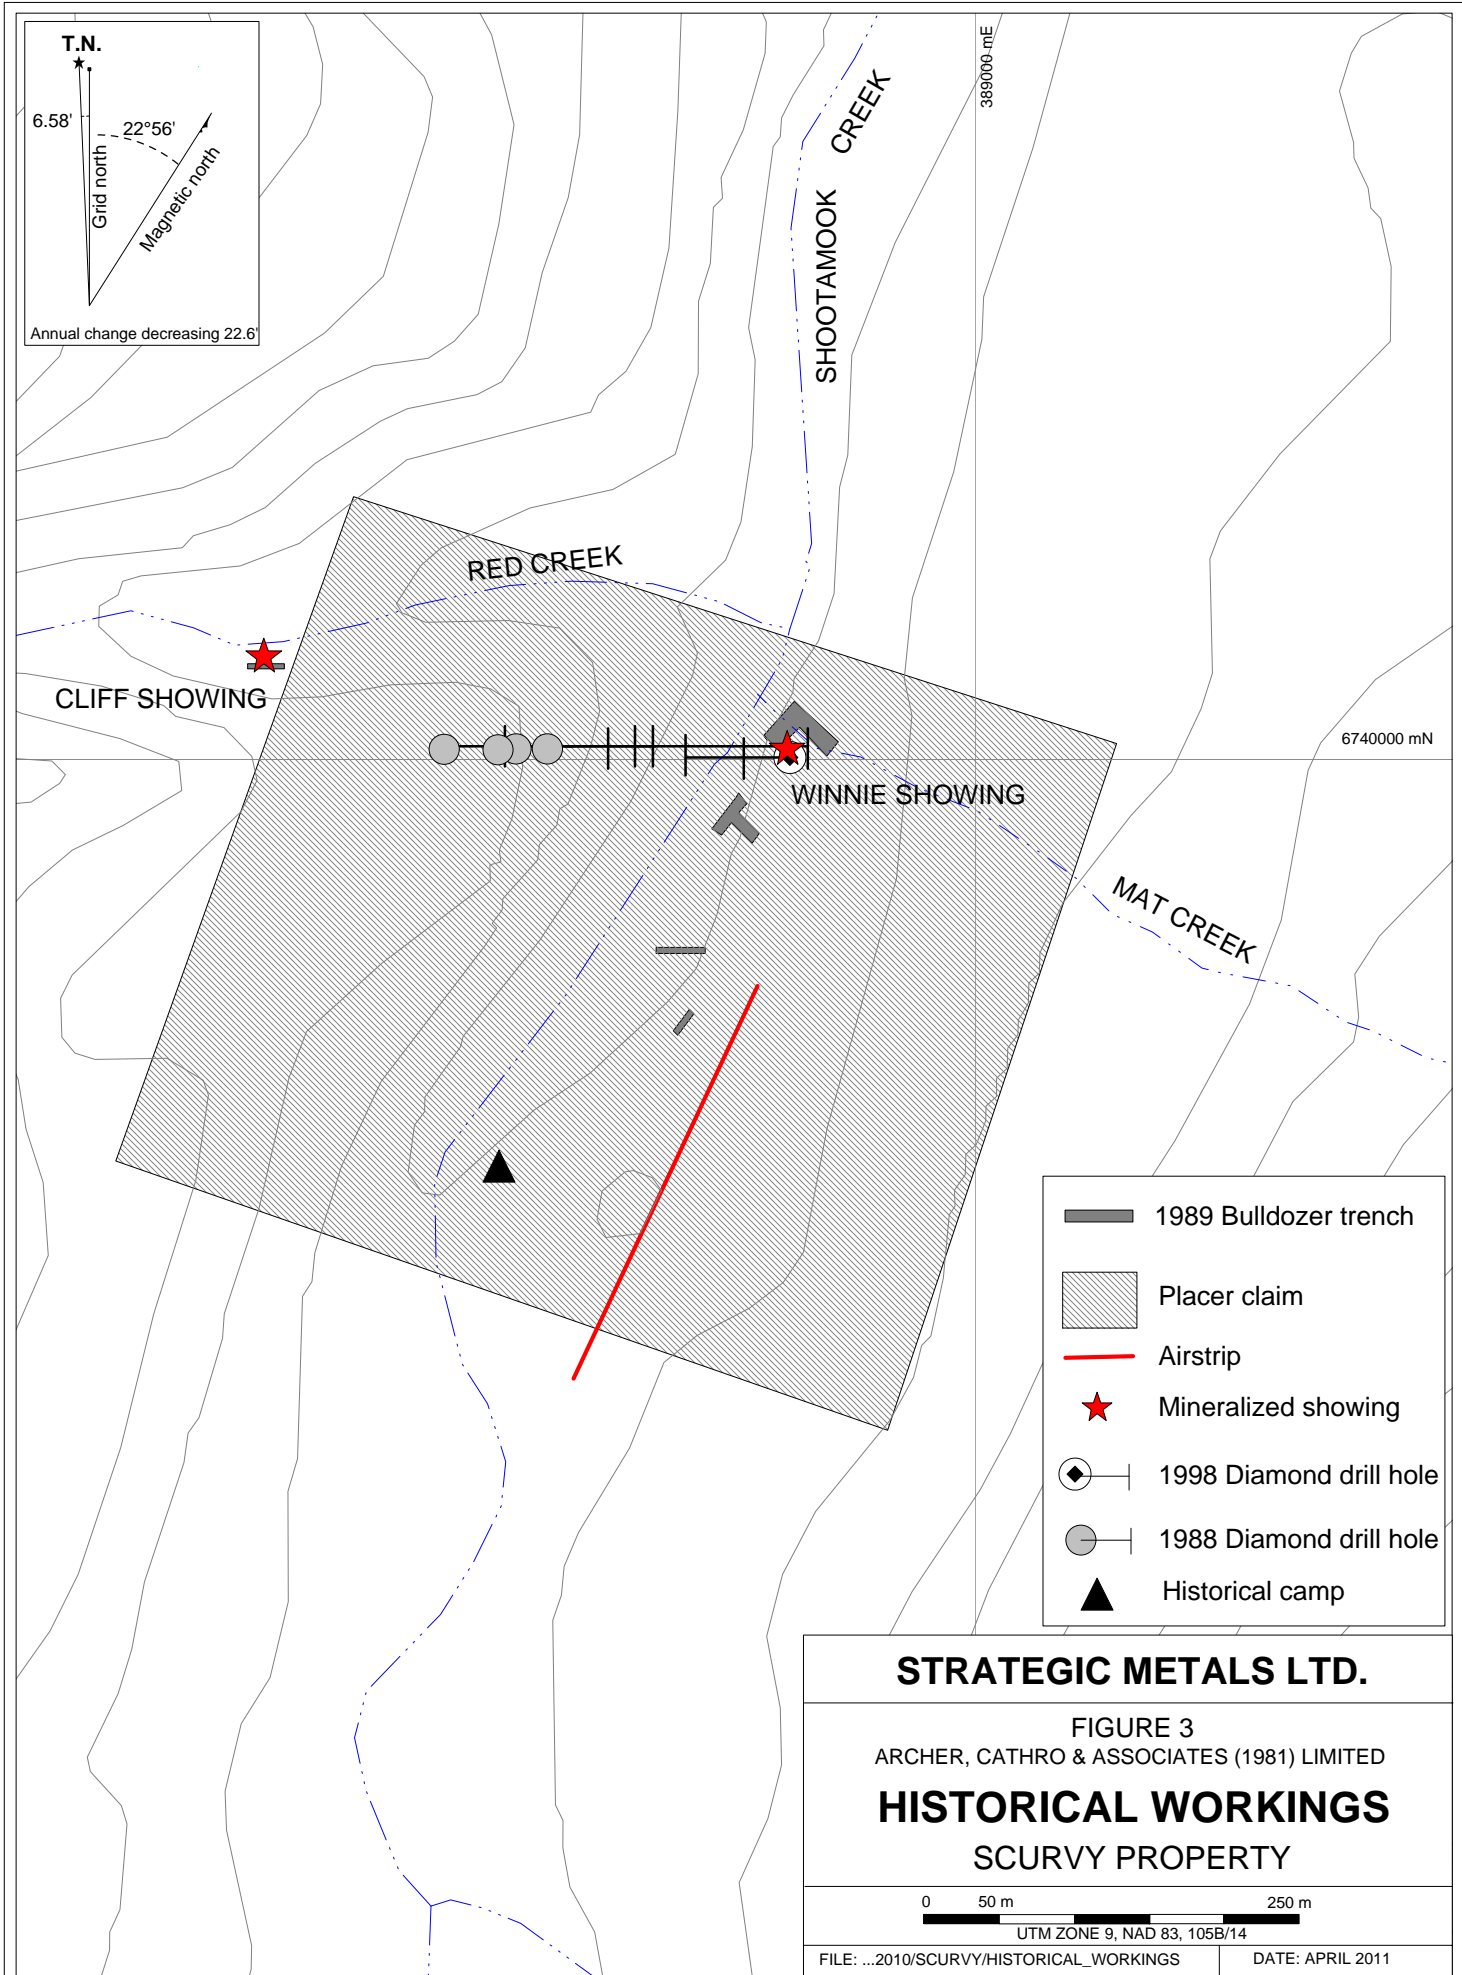 T.N.
6.58'
22°56'
Grid north
Magnetic north
Annual change decreasing 22.6'
389000 mE
SHOOTAMOOK CREEK
RED CREEK
CLIFF SHOWING
6740000 mN
WINNIE SHOWING
MAT CREEK
1989 Bulldozer trench
Placer claim
Airstrip
Mineralized showing
1998 Diamond drill hole
1988 Diamond drill hole
Historical camp
STRATEGIC METALS LTD.
FIGURE 3
ARCHER, CATHRO & ASSOCIATES (1981) LIMITED
HISTORICAL WORKINGS
SCURVY PROPERTY
0 50 m 250 m
UTM ZONE 9, NAD 83, 105B/14
FILE: ...2010/SCURVY/HISTORICAL_WORKINGS DATE: APRIL 2011